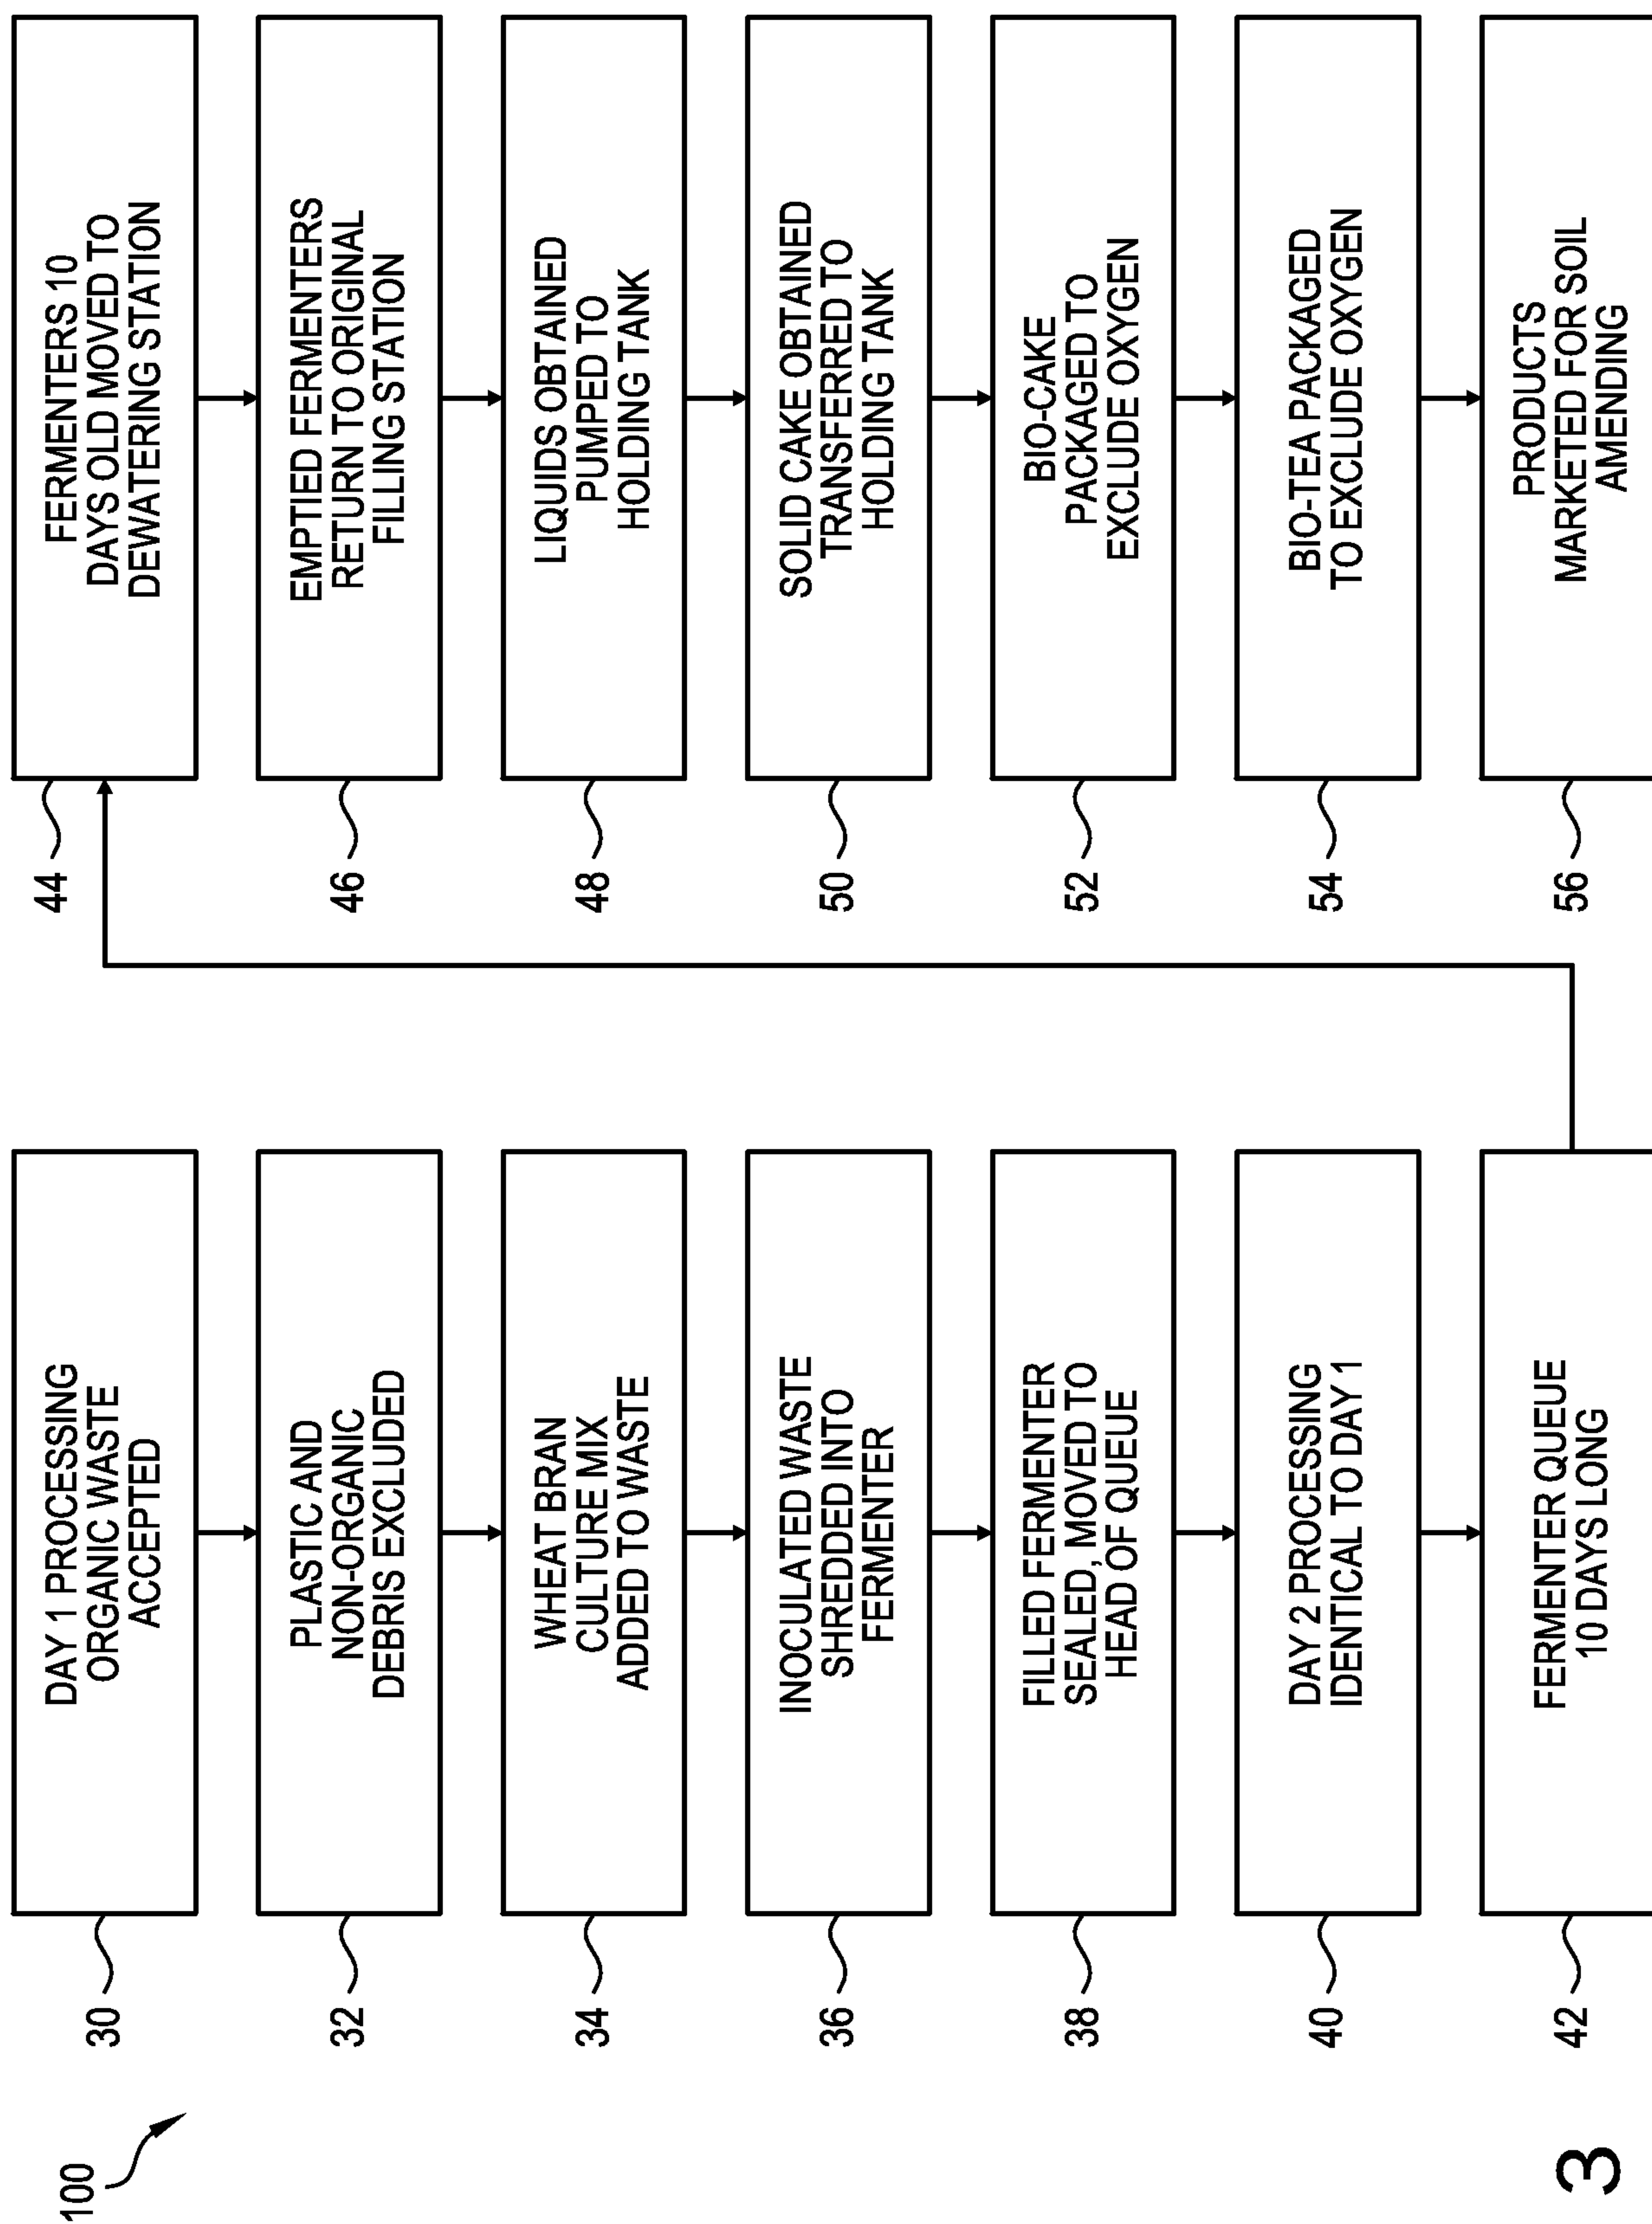 100
30
DAY 1 PROCESSING
ORGANIC WASTE
ACCEPTED
32
PLASTIC AND
NON-ORGANIC
DEBRIS EXCLUDED
34
WHEAT BRAN
CULTURE MIX
ADDED TO WASTE
36
INOCULATED WASTE
SHREDDED INTO
FERMENTER
38
FILLED FERMENTER
SEALED, MOVED TO
HEAD OF QUEUE
40
DAY 2 PROCESSING
IDENTICAL TO DAY 1
42
FERMENTER QUEUE
10 DAYS LONG
44
FERMENTERS 10
DAYS OLD MOVED TO
DEWATERING STATION
46
EMPTIED FERMENTERS
RETURN TO ORIGINAL
FILLING STATION
48
LIQUIDS OBTAINED
PUMPED TO
HOLDING TANK
50
SOLID CAKE OBTAINED
TRANSFERRED TO
HOLDING TANK
52
BIO-CAKE
PACKAGED TO
EXCLUDE OXYGEN
54
BIO-TEA PACKAGED
TO EXCLUDE OXYGEN
56
PRODUCTS
MARKETED FOR SOIL
AMENDING
3